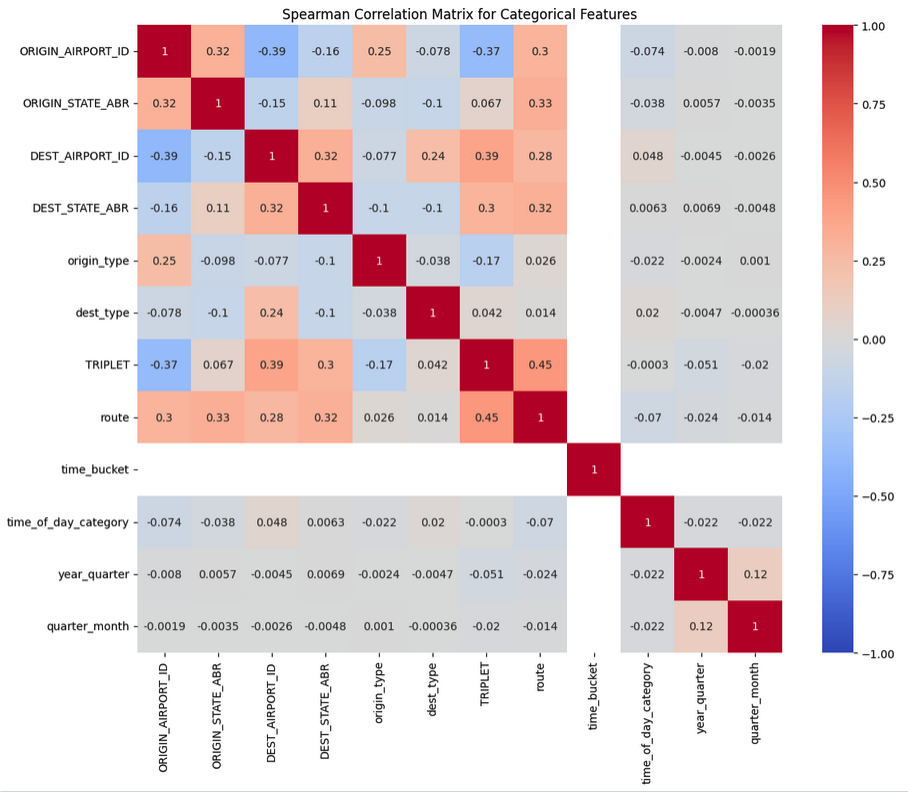 Spearman Correlation Matrix for Categorical Features
ORIGIN_AIRPORT_ID 1 0.32 -0.39 -0.16 0.25 -0.078 -0.37 0.3 -0.074 -0.008 -0.0019
ORIGIN_STATE_ABR 0.32 1 -0.15 0.11 -0.098 -0.1 0.067 0.33 -0.038 0.0057 -0.0035
DEST_AIRPORT_ID -0.39 -0.15 1 0.32 -0.077 0.24 0.39 0.28 0.048 -0.0045 -0.0026
DEST_STATE_ABR -0.16 0.11 0.32 1 -0.1 -0.1 0.3 0.32 0.0063 0.0069 -0.0048
origin_type 0.25 -0.098 -0.077 -0.1 1 -0.038 -0.17 0.026 -0.022 -0.0024 0.001
dest_type -0.078 -0.1 0.24 -0.1 -0.038 1 0.042 0.014 0.02 -0.0047 -0.00036
TRIPLET -0.37 0.067 0.39 0.3 -0.17 0.042 1 0.45 -0.0003 -0.051 -0.02
route 0.3 0.33 0.28 0.32 0.026 0.014 0.45 1 -0.07 -0.024 -0.014
time_bucket 1
time_of_day_category -0.074 -0.038 0.048 0.0063 -0.022 0.02 -0.0003 -0.07 1 -0.022 -0.022
year_quarter -0.008 0.0057 -0.0045 0.0069 -0.0024 -0.0047 -0.051 -0.024 -0.022 1 0.12
quarter_month -0.0019 -0.0035 -0.0026 -0.0048 0.001 -0.00036 -0.02 -0.014 -0.022 0.12 1
ORIGIN_AIRPORT_ID
ORIGIN_STATE_ABR
DEST_AIRPORT_ID
DEST_STATE_ABR
origin_type
dest_type
TRIPLET
route
time_bucket
time_of_day_category
year_quarter
quarter_month
1.00
0.75
0.50
0.25
0.00
−0.25
−0.50
−0.75
−1.00